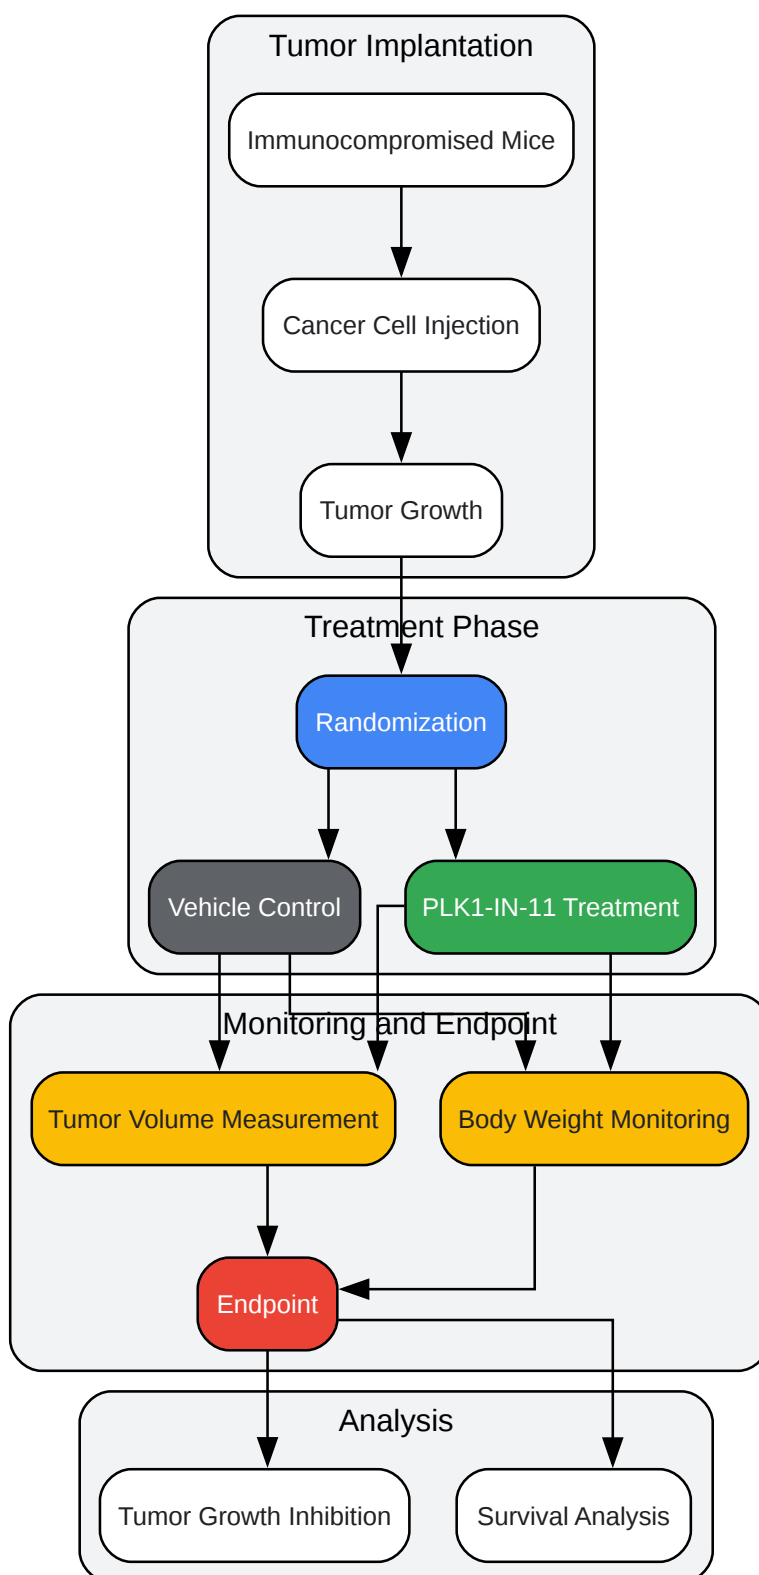 Tumor Implantation
Immunocompromised Mice
Cancer Cell Injection
Tumor Growth
Treatment Phase
Randomization
Vehicle Control
PLK1-IN-11 Treatment
Monitoring and Endpoint
Tumor Volume Measurement
Body Weight Monitoring
Endpoint
Analysis
Tumor Growth Inhibition
Survival Analysis